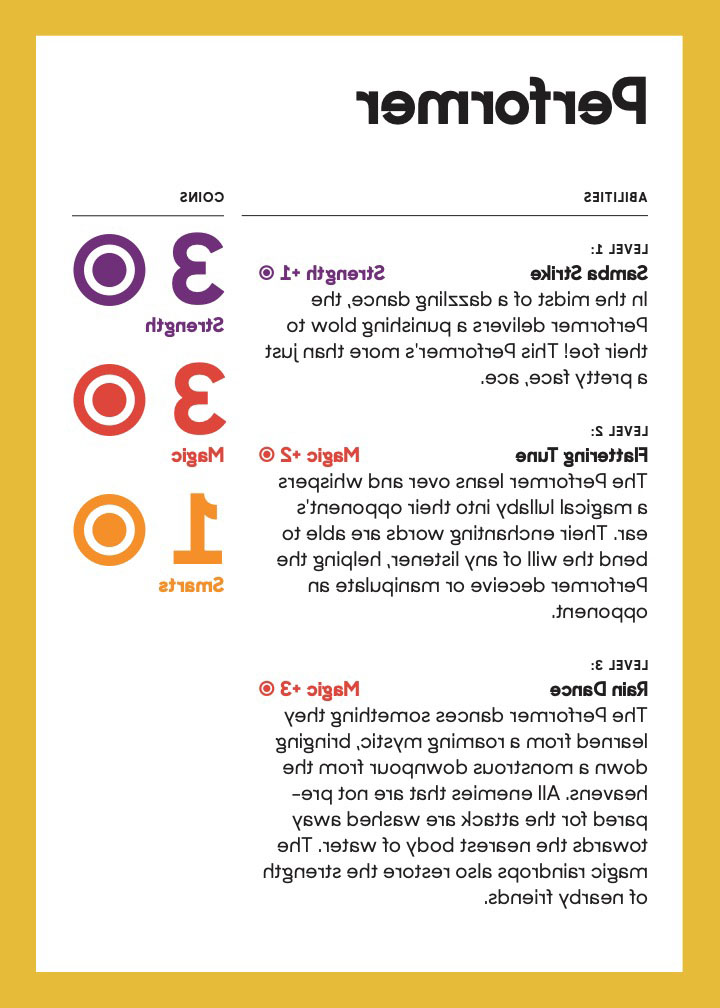 Performer
ABILITIES
LEVEL 1:
Samba Strike Strength +1
In the midst of a dazzling dance, the
Performer delivers a punishing blow to
their foe! This Performer's more than just
a pretty face, ace.
LEVEL 2:
Flattering Tune Magic +2
The Performer leans over and whispers
a magical lullaby into their opponent's
ear. Their enchanting words are able to
bend the will of any listener, helping the
Performer deceive or manipulate an
opponent.
LEVEL 3:
Rain Dance Magic +3
The Performer dances something they
learned from a roaming mystic, bringing
down a monstrous downpour from the
heavens. All enemies that are not pre-
pared for the attack are washed away
towards the nearest body of water. The
magic raindrops also restore the strength
of nearby friends.
COINS
3
Strength
3
Magic
1
Smarts